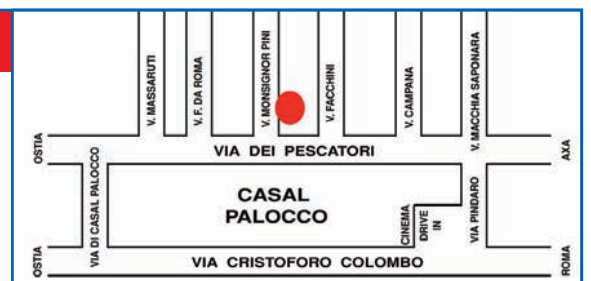 V. MASSARUTI
V. F. DA ROMA
V. MONSIGNOR PINI
V. FACCHINI
V. CAMPANA
V. MACCHIA SAPONARA
OSTIA
VIA DEI PESCATORI
AXA
VIA DI CASAL PALOCCO
CASAL
PALOCCO
CINEMA
DRIVE
IN
VIA PINDARO
OSTIA
VIA CRISTOFORO COLOMBO
ROMA